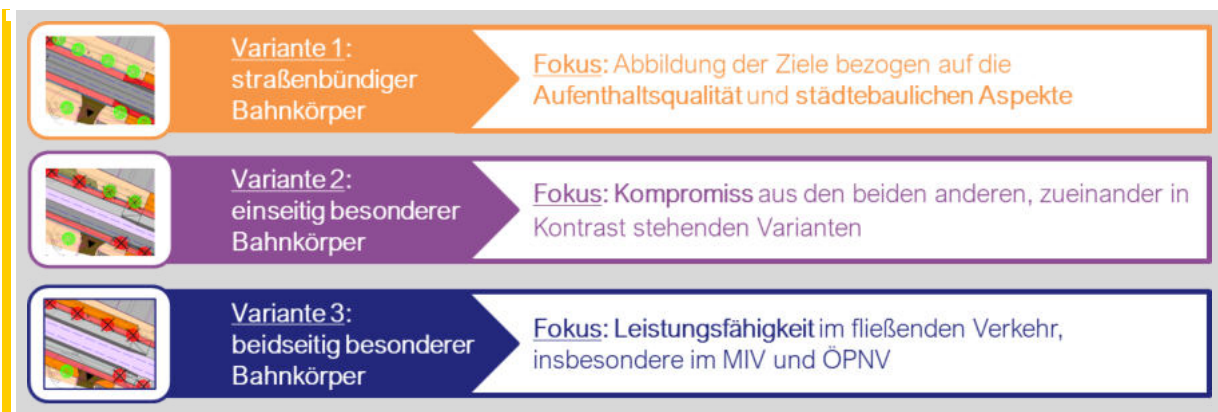 Variante 1:
straßenbündiger
Bahnkörper
Fokus: Abbildung der Ziele bezogen auf die
Aufenthaltsqualität und städtebaulichen Aspekte
Variante 2:
einseitig besonderer
Bahnkörper
Fokus: Kompromiss aus den beiden anderen, zueinander in
Kontrast stehenden Varianten
Variante 3:
beidseitig besonderer
Bahnkörper
Fokus: Leistungsfähigkeit im fließenden Verkehr,
insbesondere im MIV und ÖPNV